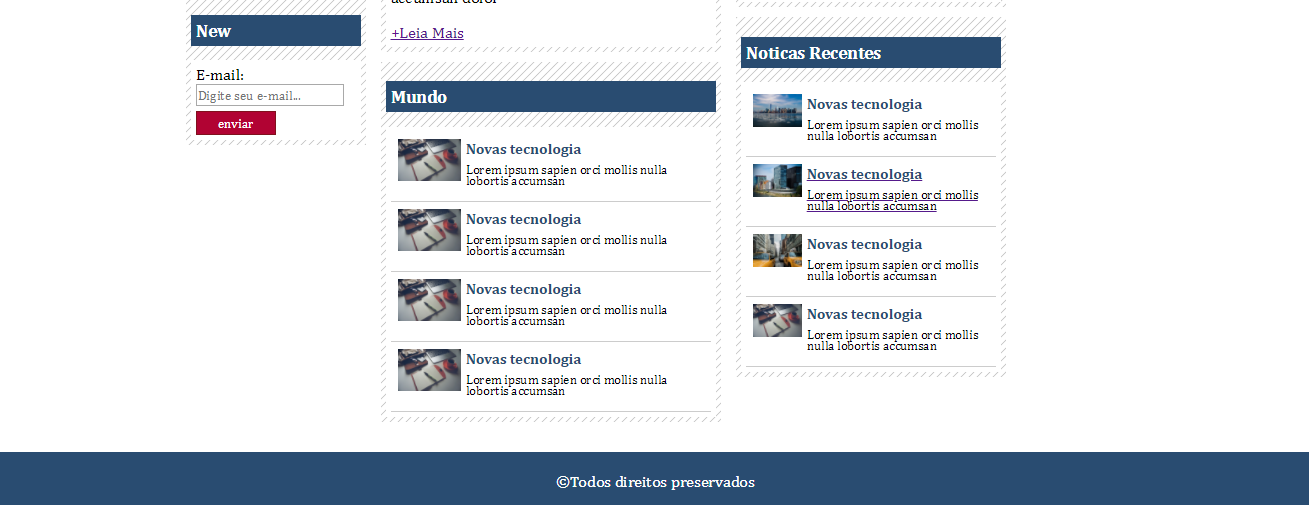 New
E-mail:
Digite seu e-mail...
enviar
+Leia Mais
Mundo
Novas tecnologia
Lorem ipsum sapien orci mollis nulla
lobortis accumsan
Novas tecnologia
Lorem ipsum sapien orci mollis nulla
lobortis accumsan
Novas tecnologia
Lorem ipsum sapien orci mollis nulla
lobortis accumsan
Novas tecnologia
Lorem ipsum sapien orci mollis nulla
lobortis accumsan
Noticas Recentes
Novas tecnologia
Lorem ipsum sapien orci mollis
nulla lobortis accumsan
Novas tecnologia
Lorem ipsum sapien orci mollis
nulla lobortis accumsan
Novas tecnologia
Lorem ipsum sapien orci mollis
nulla lobortis accumsan
Novas tecnologia
Lorem ipsum sapien orci mollis
nulla lobortis accumsan
©Todos direitos preservados